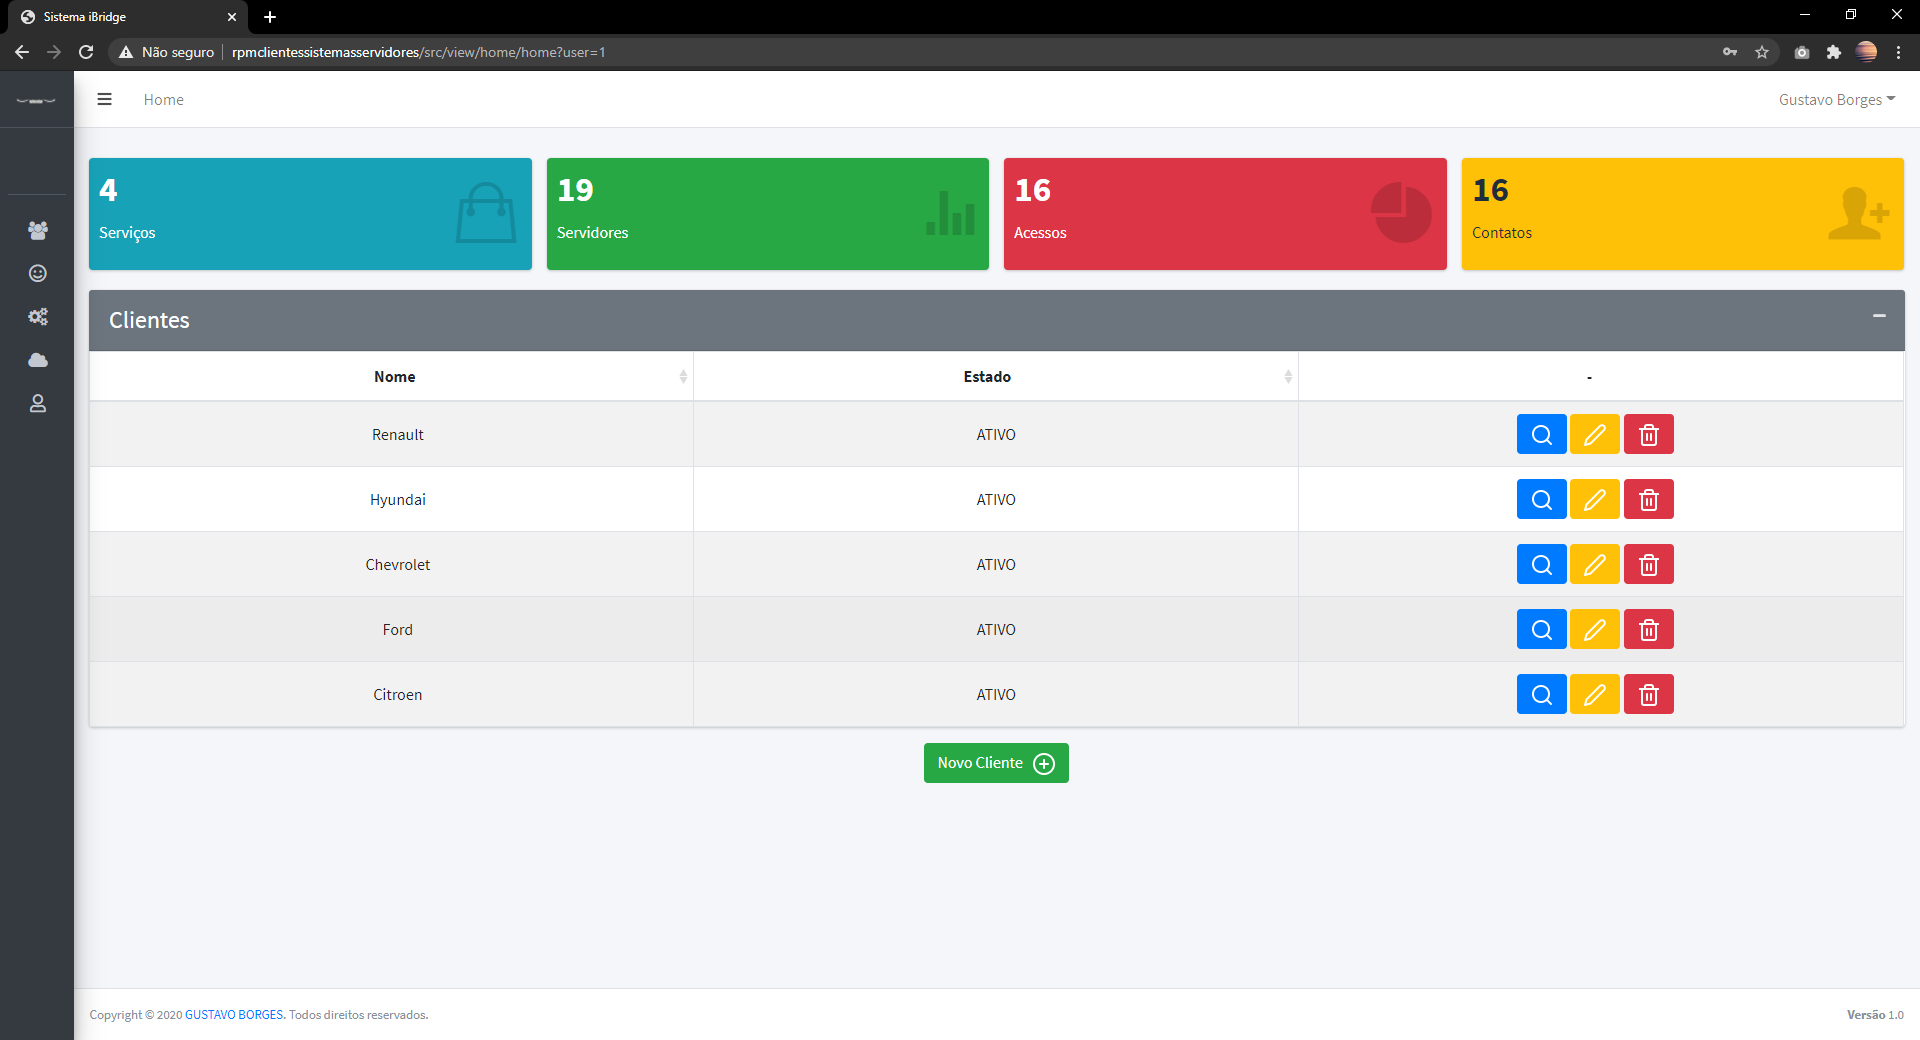 Sistema iBridge
Não seguro rpmclientessistemasservidores/src/view/home/home?user=1
Home
Gustavo Borges
4
Serviços
19
Servidores
16
Acessos
16
Contatos
Clientes
Nome Estado -
Renault ATIVO
Hyundai ATIVO
Chevrolet ATIVO
Ford ATIVO
Citroen ATIVO
Novo Cliente
Copyright © 2020 GUSTAVO BORGES. Todos direitos reservados.
Versão 1.0